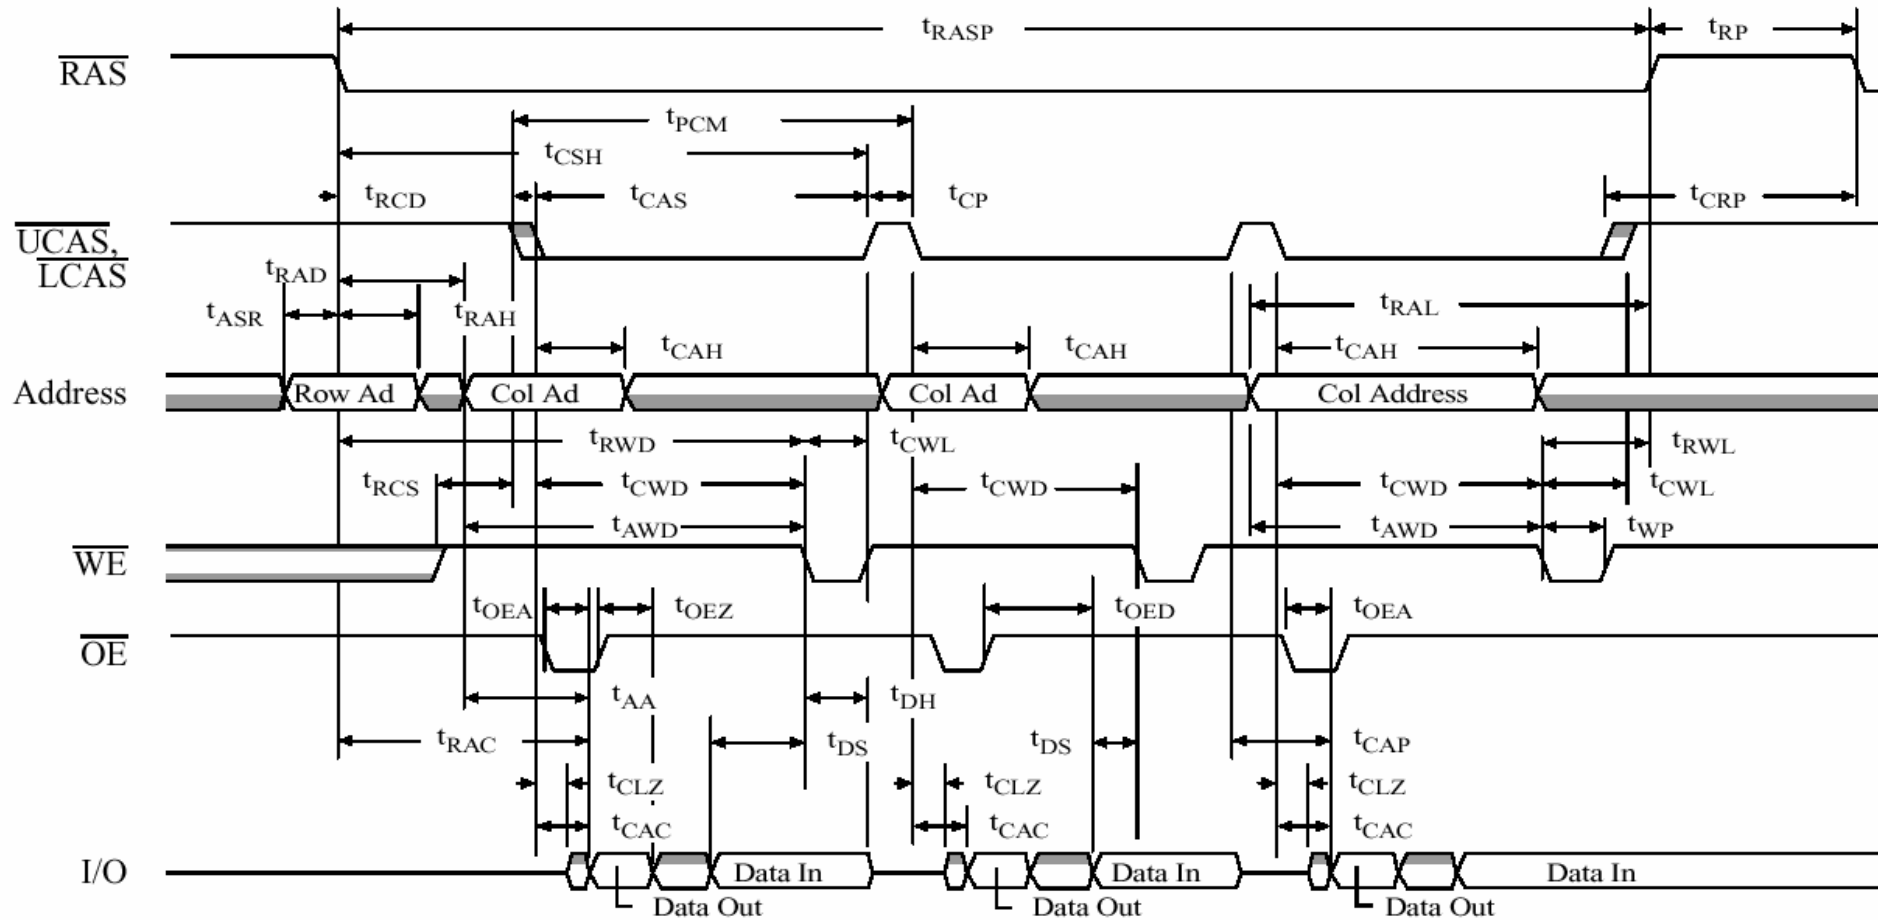 tRASP tRP
RAS
tPCM
tCSH
tRCD tCAS tCP tCRP
UCAS,
LCAS
tRAD
tASR tRAH tRAL
tCAH tCAH tCAH
Address Row Ad Col Ad Col Ad Col Address
tRWD tCWL tRWL
tRCS tCWD tCWD tCWD tCWL
tAWD tAWD tWP
WE
tOEA tOEZ tOED tOEA
OE
tAA tDH
tRAC tDS tDS tCAP
tCLZ tCLZ tCLZ
tCAC tCAC tCAC
I/O Data In Data In Data In
Data Out Data Out Data Out